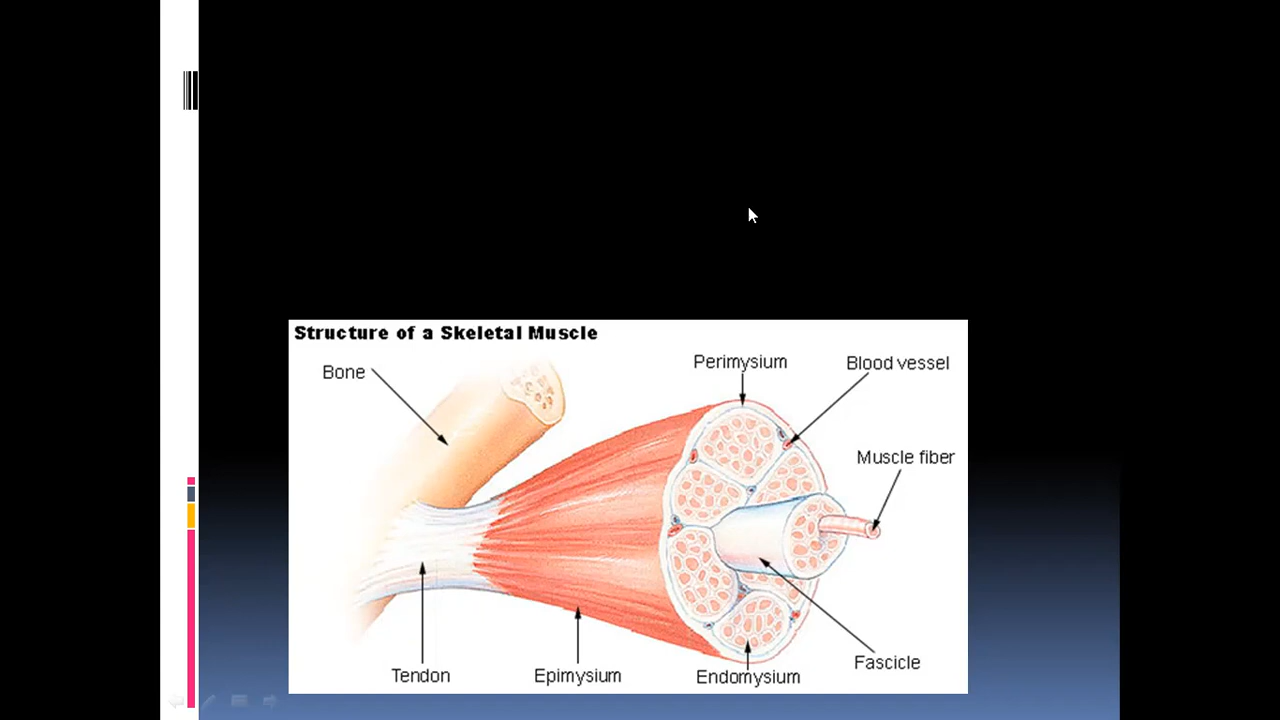 Structure of a Skeletal Muscle
Perimysium
Blood vessel
Bone
Muscle fiber
Fascicle
Tendon
Epimysium
Endomysium